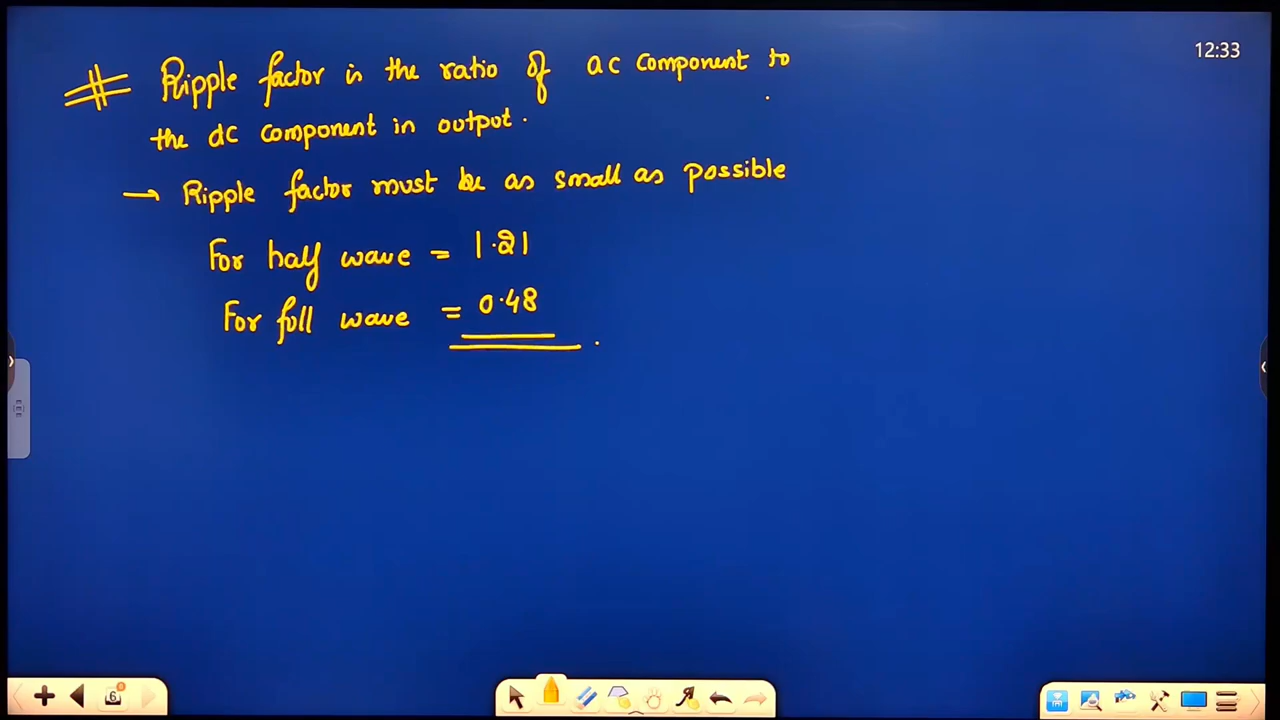 12:33
# Ripple factor is the ratio of ac component to
the dc component in output.
→ Ripple factor must be as small as possible
For half wave = 1.21
For full wave = 0.48
6